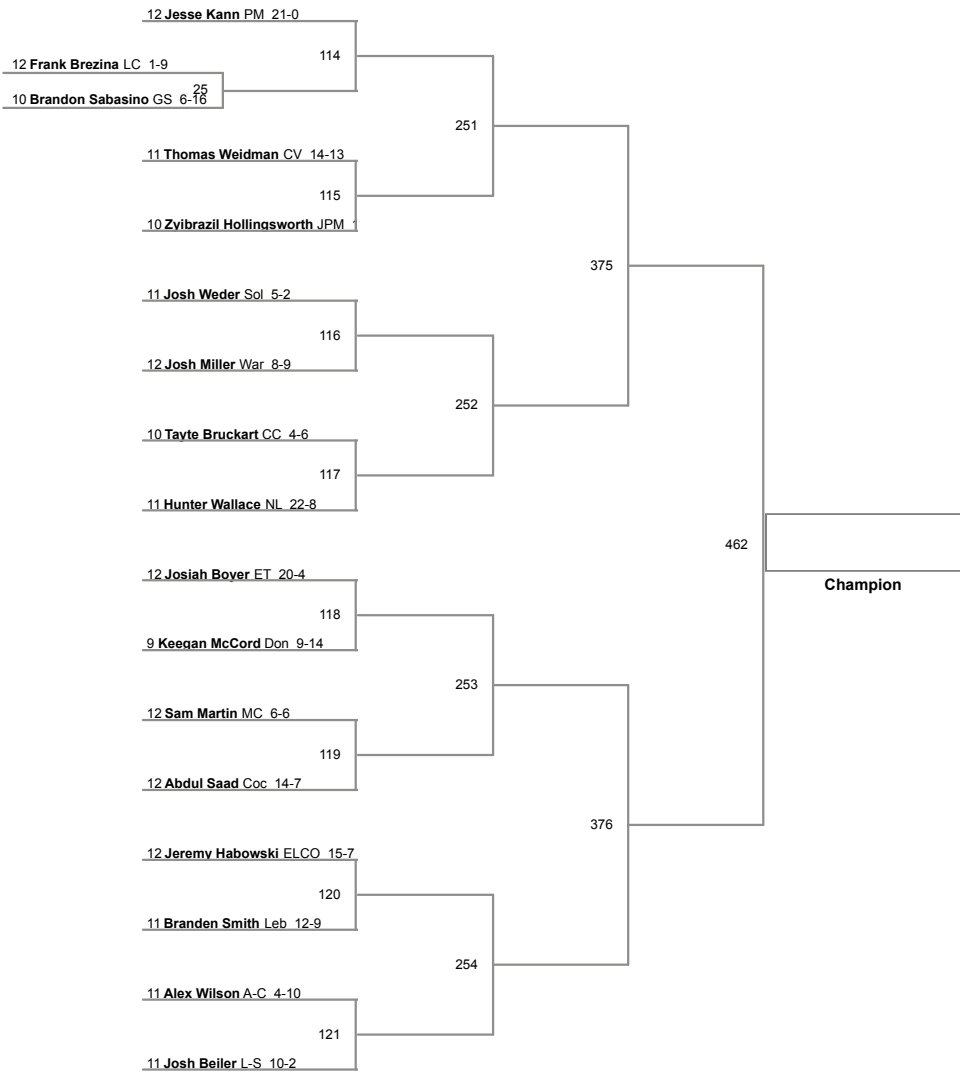 12 Jesse Kann PM 21-0
114
12 Frank Brezina LC 1-9
25
10 Brandon Sabasino GS 6-16
251
11 Thomas Weidman CV 14-13
115
10 Zyibrazil Hollingsworth JPM
375
11 Josh Weder Sol 5-2
116
12 Josh Miller War 8-9
252
10 Tayte Bruckart CC 4-6
117
11 Hunter Wallace NL 22-8
462
Champion
12 Josiah Boyer ET 20-4
118
9 Keegan McCord Don 9-14
253
12 Sam Martin MC 6-6
119
12 Abdul Saad Coc 14-7
376
12 Jeremy Habowski ELCO 15-7
120
11 Branden Smith Leb 12-9
254
11 Alex Wilson A-C 4-10
121
11 Josh Beiler L-S 10-2